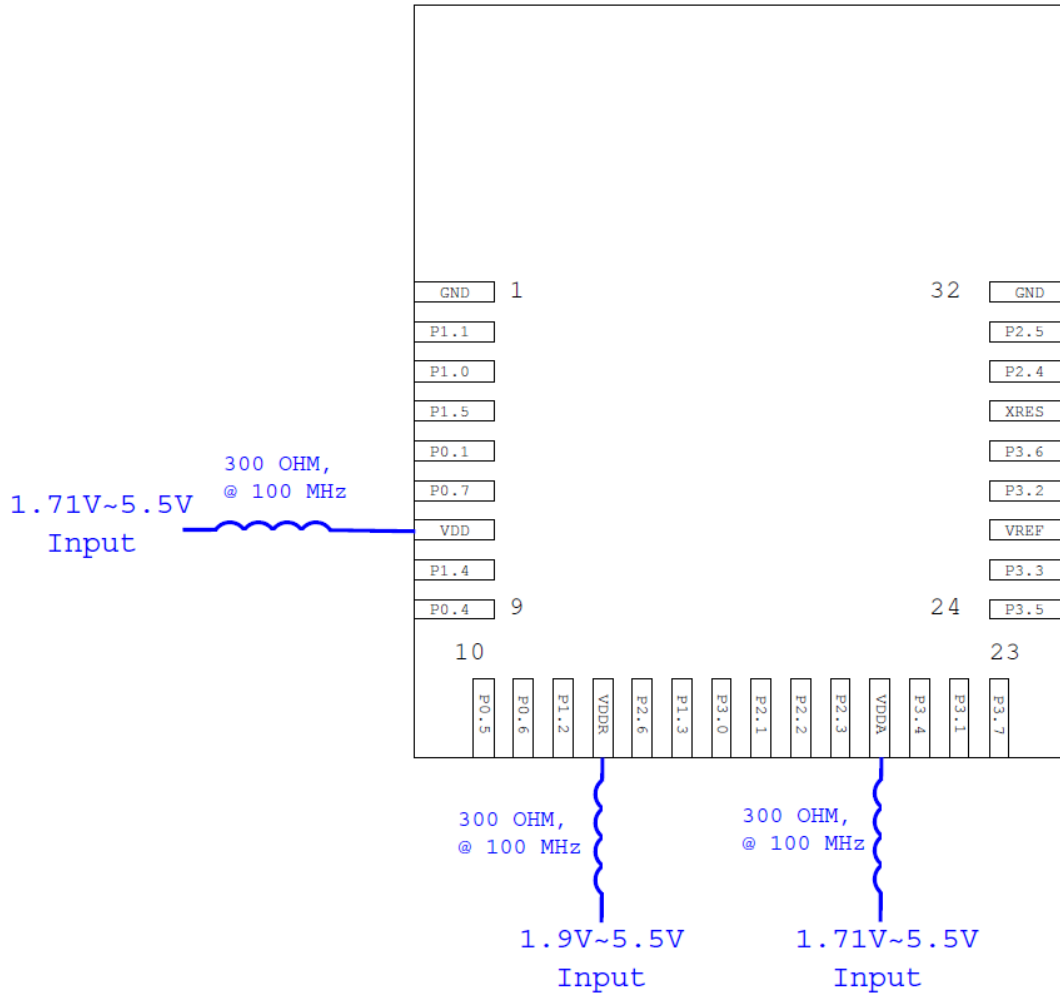 GND 1
P1.1
P1.0
P1.5
P0.1
P0.7
VDD
P1.4
P0.4 9
300 OHM,
@ 100 MHz
1.71V~5.5V
Input
32 GND
P2.5
P2.4
XRES
P3.6
P3.2
VREF
P3.3
24 P3.5
10
23
P0.5
P0.6
P1.2
VDDR
P2.6
P1.3
P3.0
P2.1
P2.2
P2.3
VDDA
P3.4
P3.1
P3.7
300 OHM,
@ 100 MHz
1.9V~5.5V
Input
300 OHM,
@ 100 MHz
1.71V~5.5V
Input